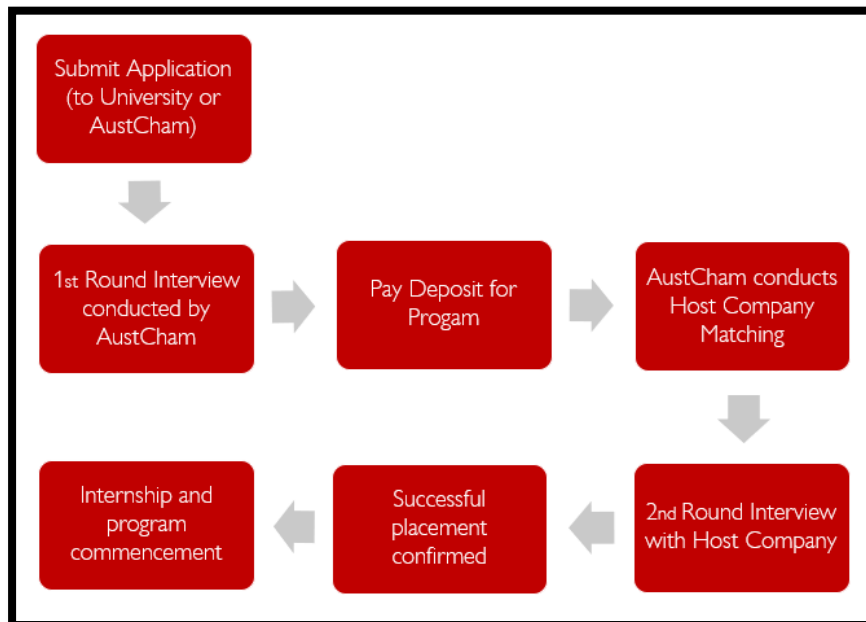 Submit Application
(to University or
AustCham)
1st Round Interview
conducted by
AustCham
Pay Deposit for
Progam
AustCham conducts
Host Company
Matching
2nd Round Interview
with Host Company
Successful
placement
confirmed
Internship and
program
commencement